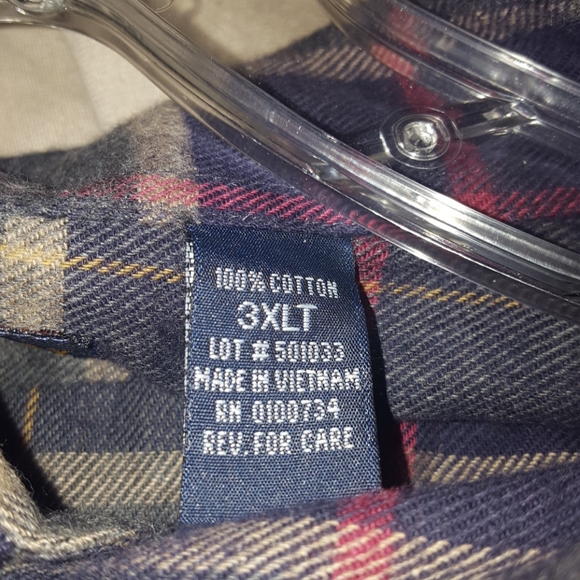 100% COTTON
3XLT
LOT # 501033
MADE IN VIETNAM
RN 0100734
REV. FOR CARE